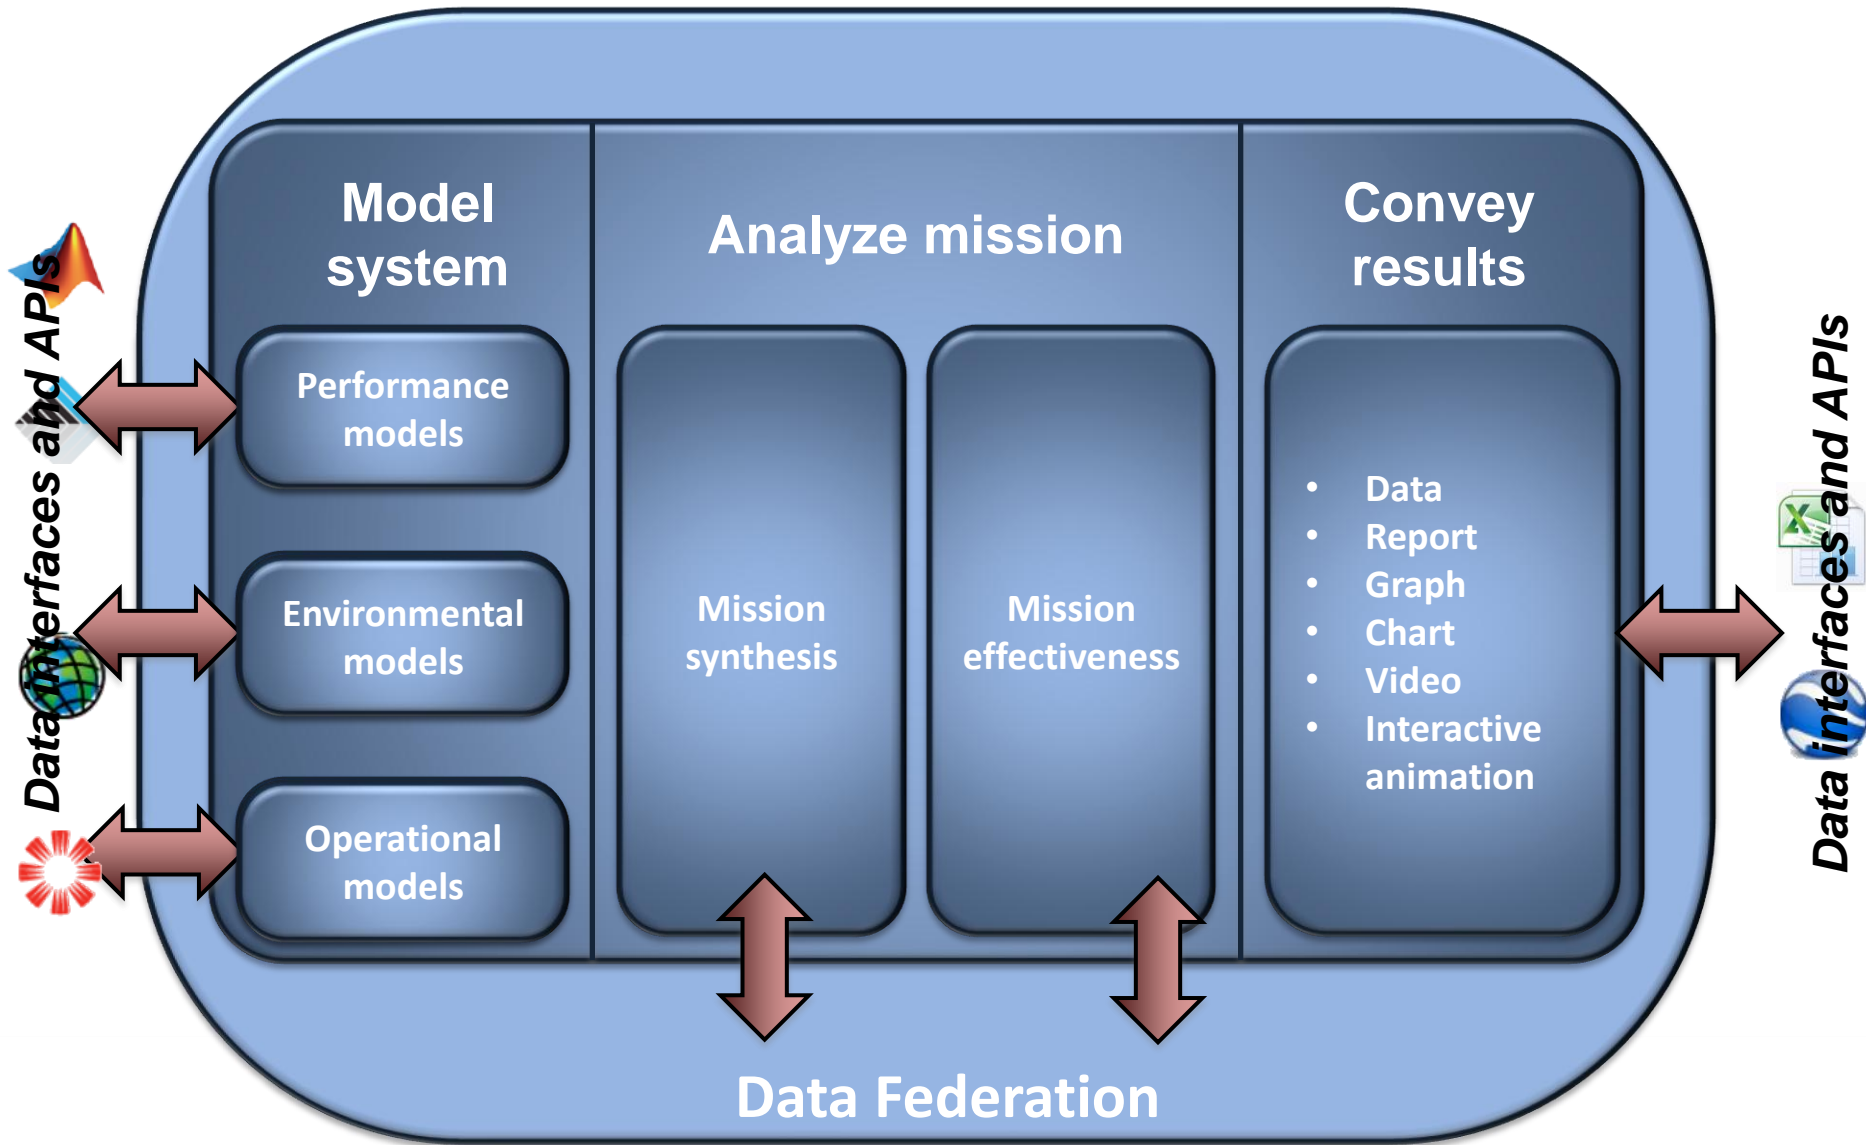 Data interfaces and APIs
Model
system
Performance
models
Environmental
models
Operational
models
Analyze mission
Mission
synthesis
Mission
effectiveness
Convey
results
• Data
• Report
• Graph
• Chart
• Video
• Interactive
animation
Data interfaces and APIs
Data Federation